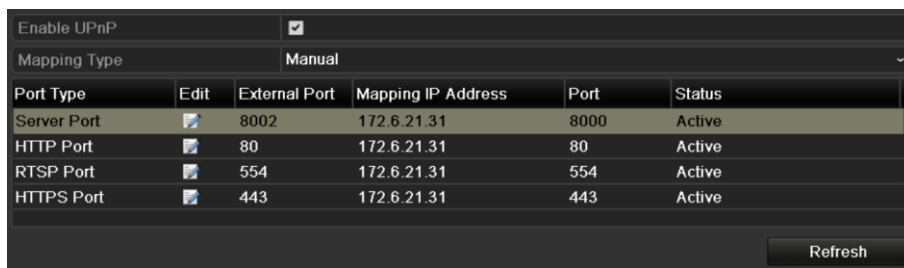 Enable UPnP
Mapping Type Manual
Port Type Edit External Port Mapping IP Address Port Status
Server Port 8002 172.6.21.31 8000 Active
HTTP Port 80 172.6.21.31 80 Active
RTSP Port 554 172.6.21.31 554 Active
HTTPS Port 443 172.6.21.31 443 Active
Refresh